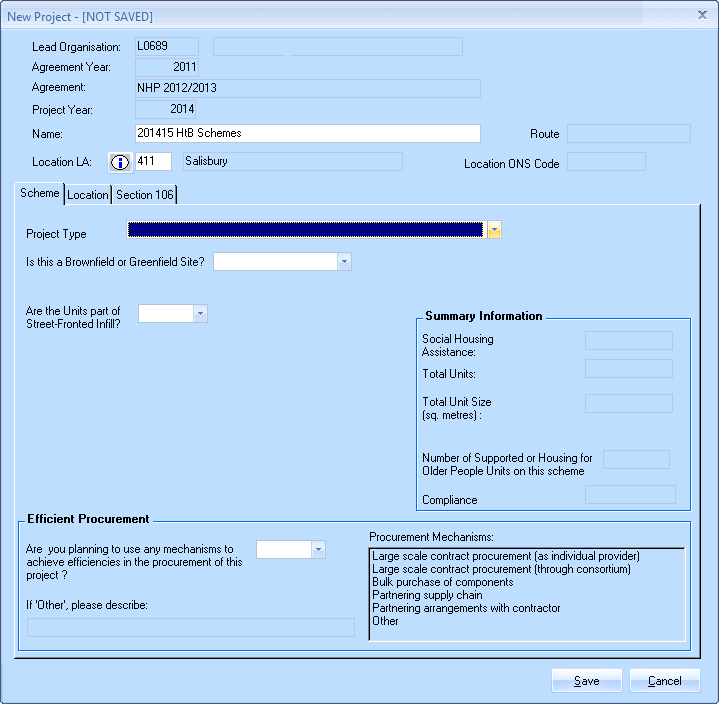 New Project - [NOT SAVED]
Lead Organisation: L0689
Agreement Year: 2011
Agreement: NHP 2012/2013
Project Year: 2014
Name: 201415 HtB Schemes Route
Location LA: 411 Salisbury Location ONS Code
Scheme Location Section 106
Project Type
Is this a Brownfield or Greenfield Site?
Are the Units part of
Street-Fronted Infill?
Summary Information
Social Housing
Assistance:
Total Units:
Total Unit Size
(sq. metres) :
Number of Supported or Housing for
Older People Units on this scheme
Compliance
Efficient Procurement
Are you planning to use any mechanisms to
achieve efficiencies in the procurement of this
project ?
If 'Other', please describe:
Procurement Mechanisms:
Large scale contract procurement (as individual provider)
Large scale contract procurement (through consortium)
Bulk purchase of components
Partnering supply chain
Partnering arrangements with contractor
Other
Save Cancel